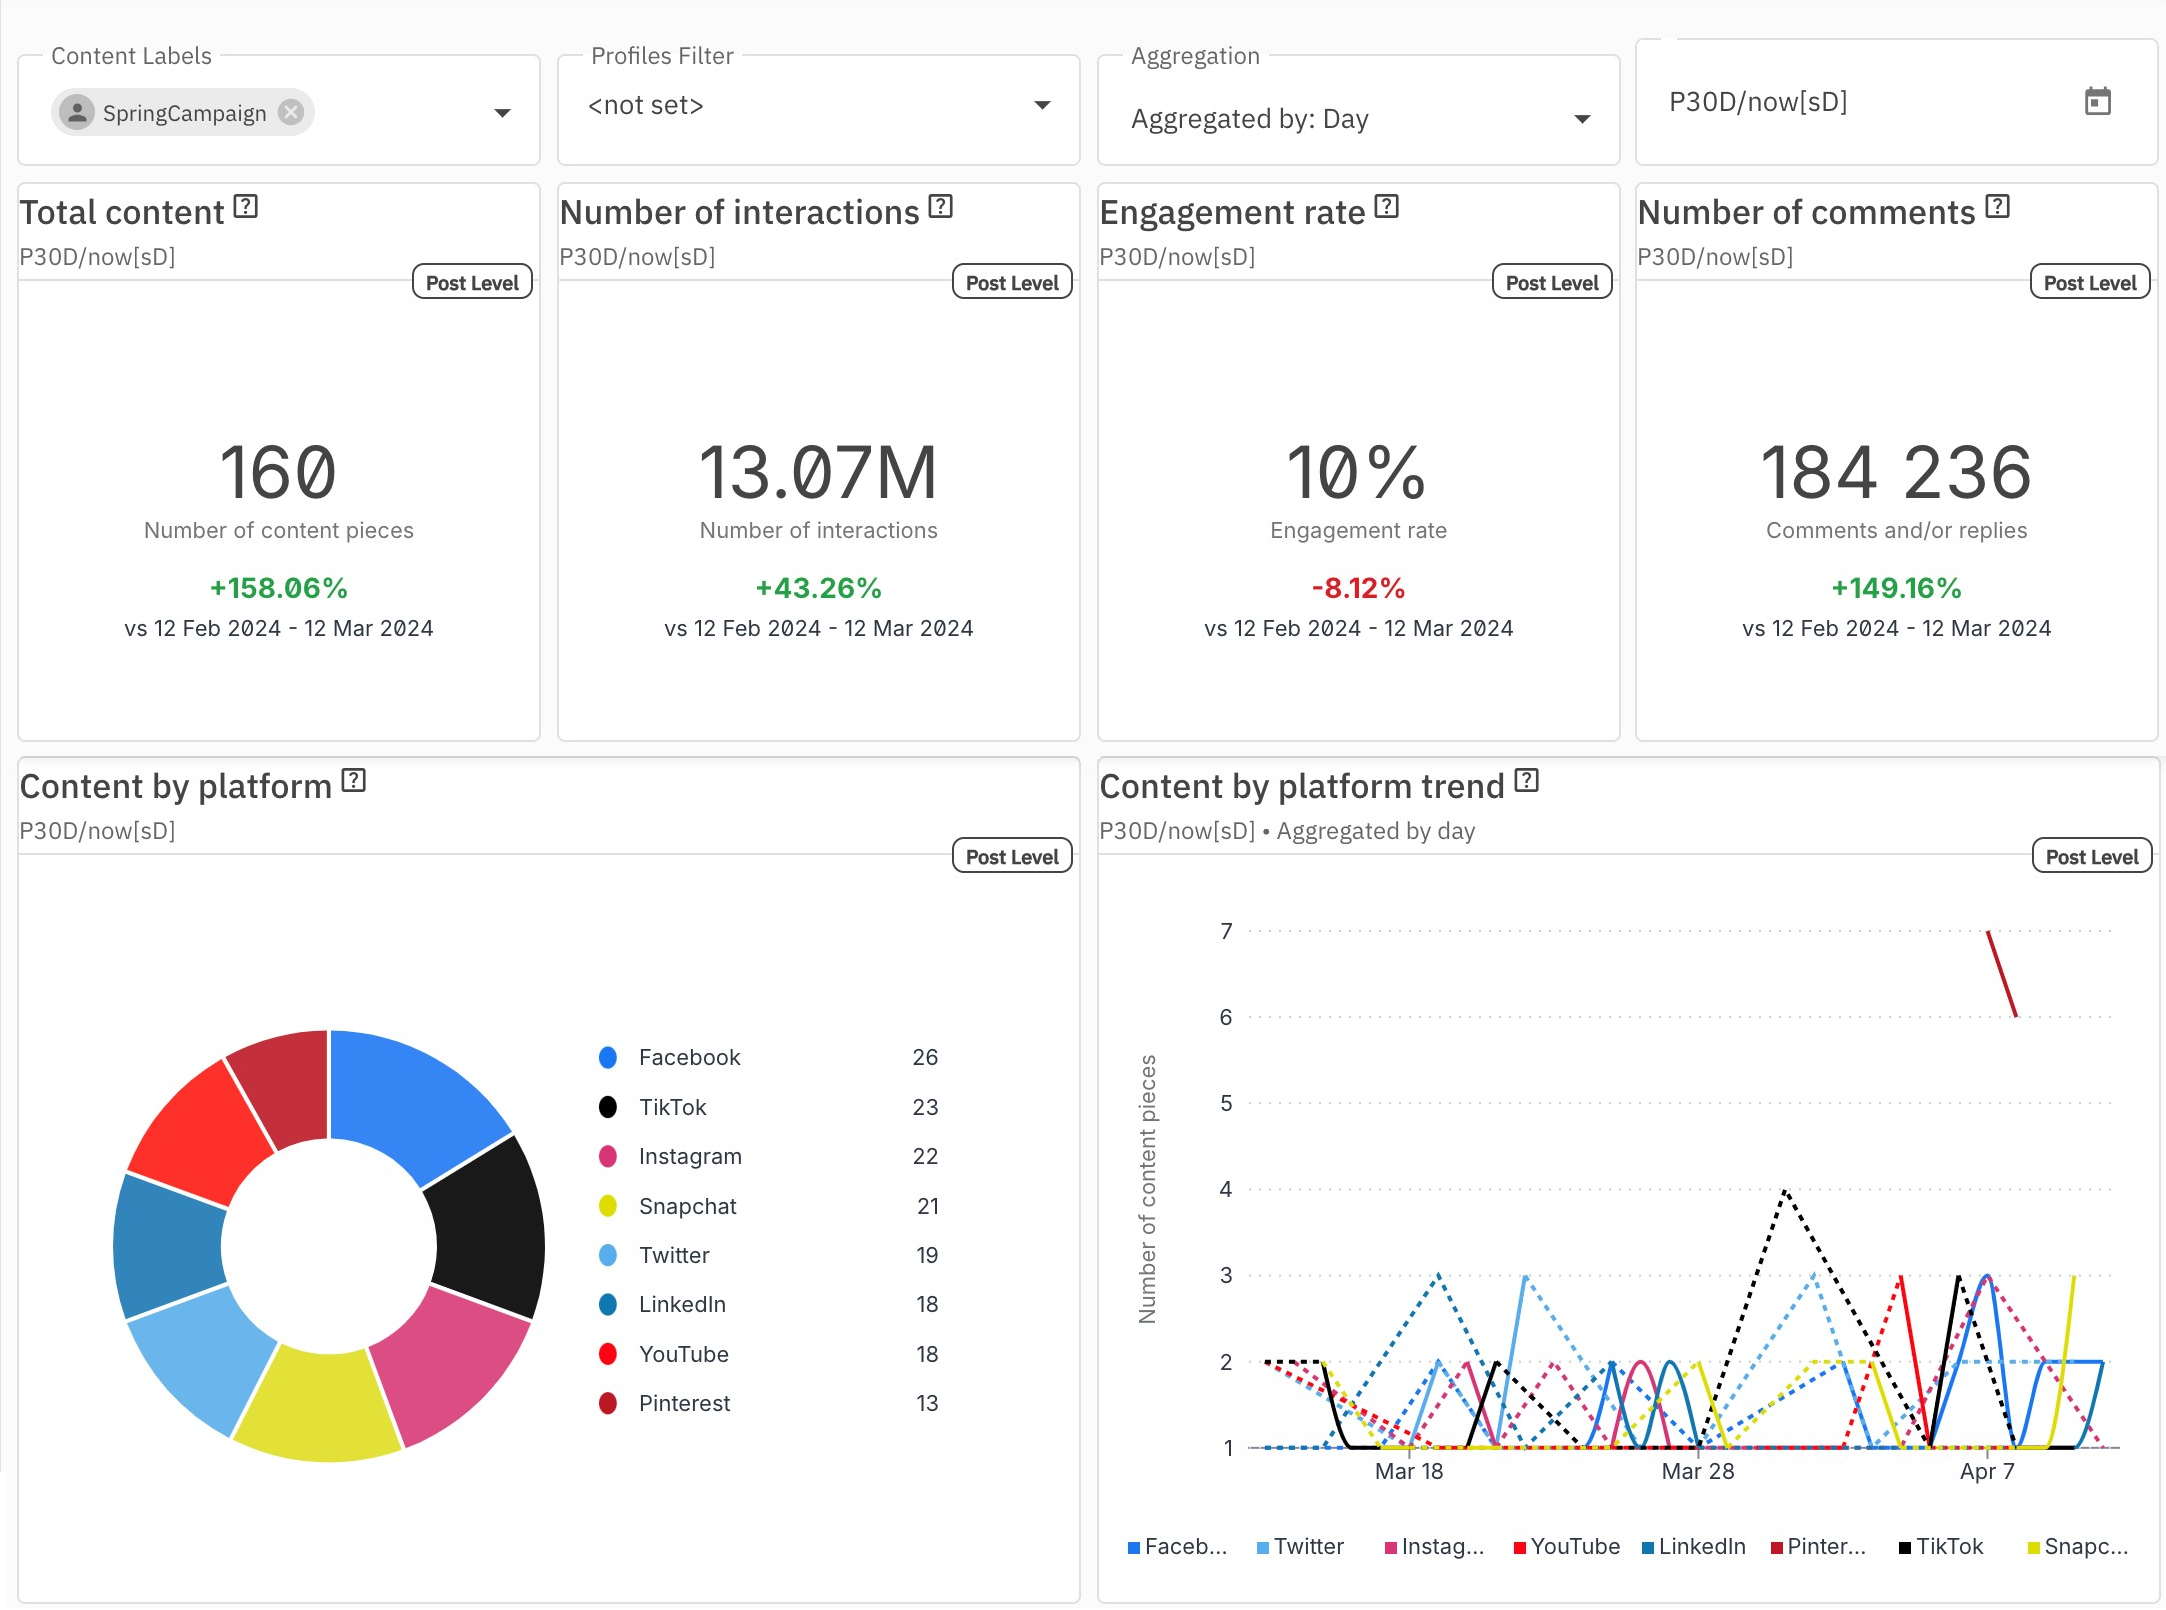 Content Labels
SpringCampaign
Profiles Filter
<not set>
Aggregation
Aggregated by: Day
P30D/now[sD]
Total content
P30D/now[sD]
Post Level
160
Number of content pieces
+158.06%
vs 12 Feb 2024 - 12 Mar 2024
Number of interactions
P30D/now[sD]
Post Level
13.07M
Number of interactions
+43.26%
vs 12 Feb 2024 - 12 Mar 2024
Engagement rate
P30D/now[sD]
Post Level
10%
Engagement rate
-8.12%
vs 12 Feb 2024 - 12 Mar 2024
Number of comments
P30D/now[sD]
Post Level
184 236
Comments and/or replies
+149.16%
vs 12 Feb 2024 - 12 Mar 2024
Content by platform
P30D/now[sD]
Post Level
Facebook 26
TikTok 23
Instagram 22
Snapchat 21
Twitter 19
LinkedIn 18
YouTube 18
Pinterest 13
Content by platform trend
P30D/now[sD] • Aggregated by day
Post Level
Number of content pieces
7
6
5
4
3
2
1
Mar 18 Mar 28 Apr 7
Faceb... Twitter Instag... YouTube LinkedIn Pinter... TikTok Snapc...